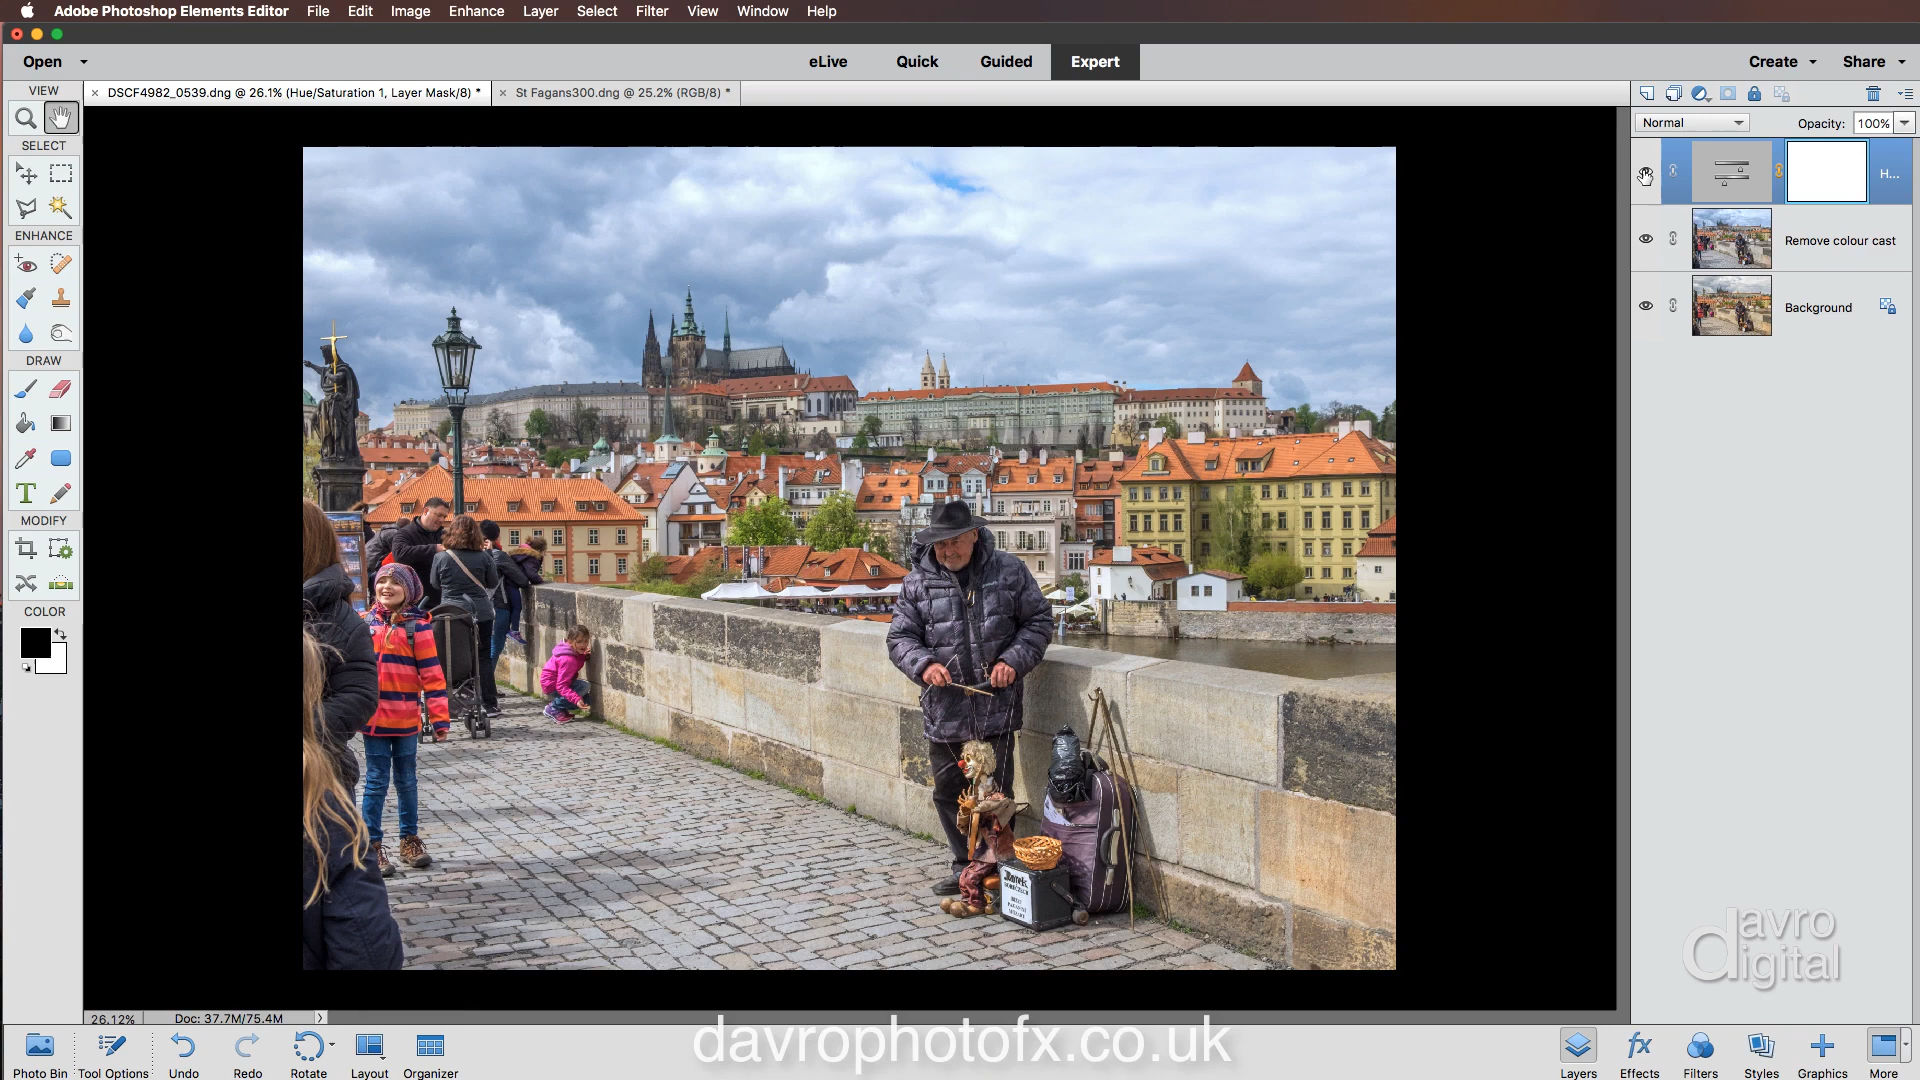 Adobe Photoshop Elements Editor File Edit Image Enhance Layer Select Filter View Window Help
Open eLive Quick Guided Expert Create Share
VIEW
× DSCF4982_0539.dng @ 26.1% (Hue/Saturation 1, Layer Mask/8) * × St Fagans300.dng @ 25.2% (RGB/8) *
Normal Opacity: 100%
SELECT
H...
ENHANCE
Remove colour cast
Background
DRAW
T
MODIFY
COLOR
davro
digital
26.12% Doc: 37.7M/75.4M
davrophotofx.co.uk
fx
Photo Bin Tool Options Undo Redo Rotate Layout Organizer Layers Effects Filters Styles Graphics More